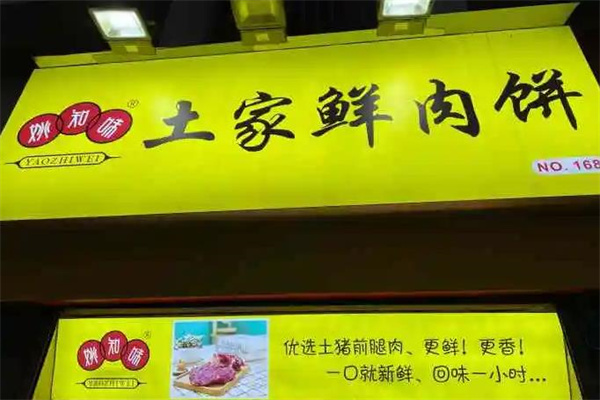 姚知味®
YAOZHIWEI
土家鲜肉饼
NO. 168
姚知味®
YAOZHIWEI
优选土猪前腿肉、更鲜！更香！
一口就新鲜、回味一小时...